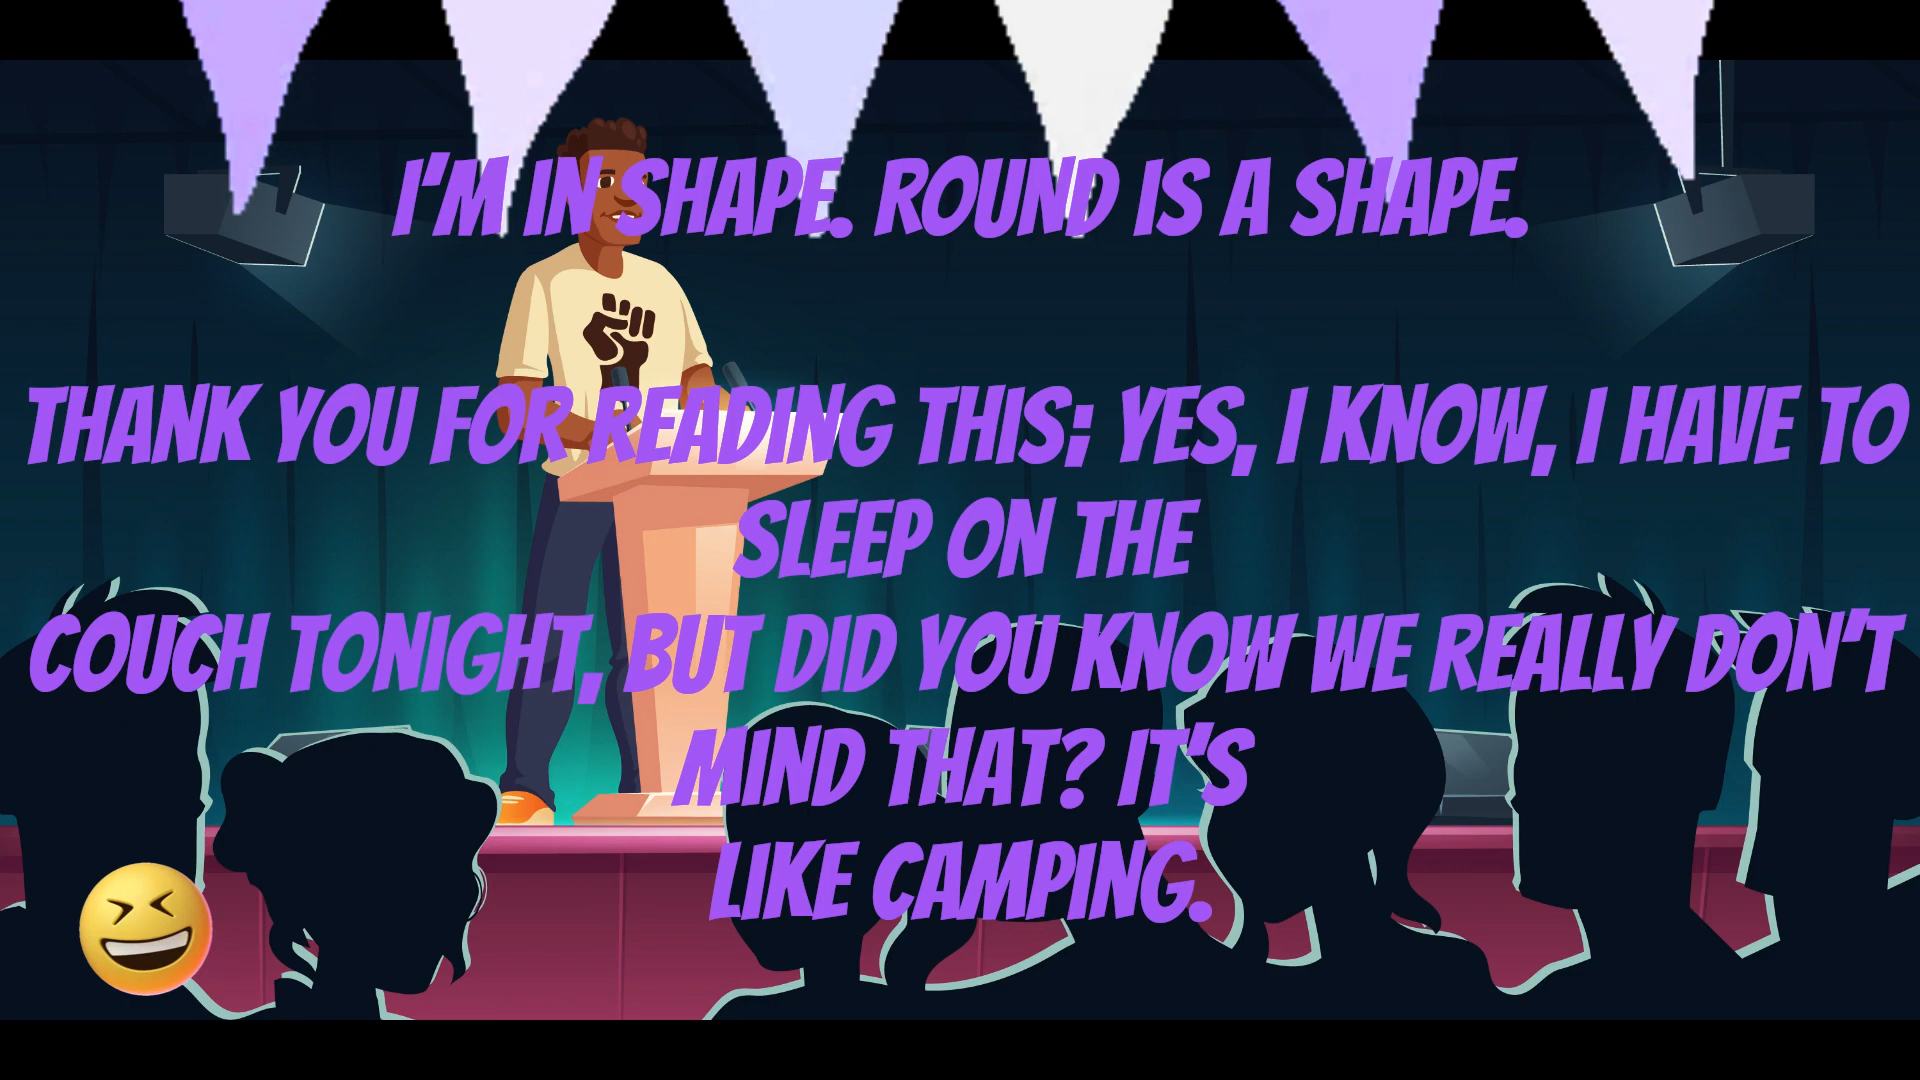 I'M IN SHAPE. ROUND IS A SHAPE.
THANK YOU FOR READING THIS; YES, I KNOW, I HAVE TO
SLEEP ON THE
COUCH TONIGHT, BUT DID YOU KNOW WE REALLY DON'T
MIND THAT? IT'S
LIKE CAMPING.